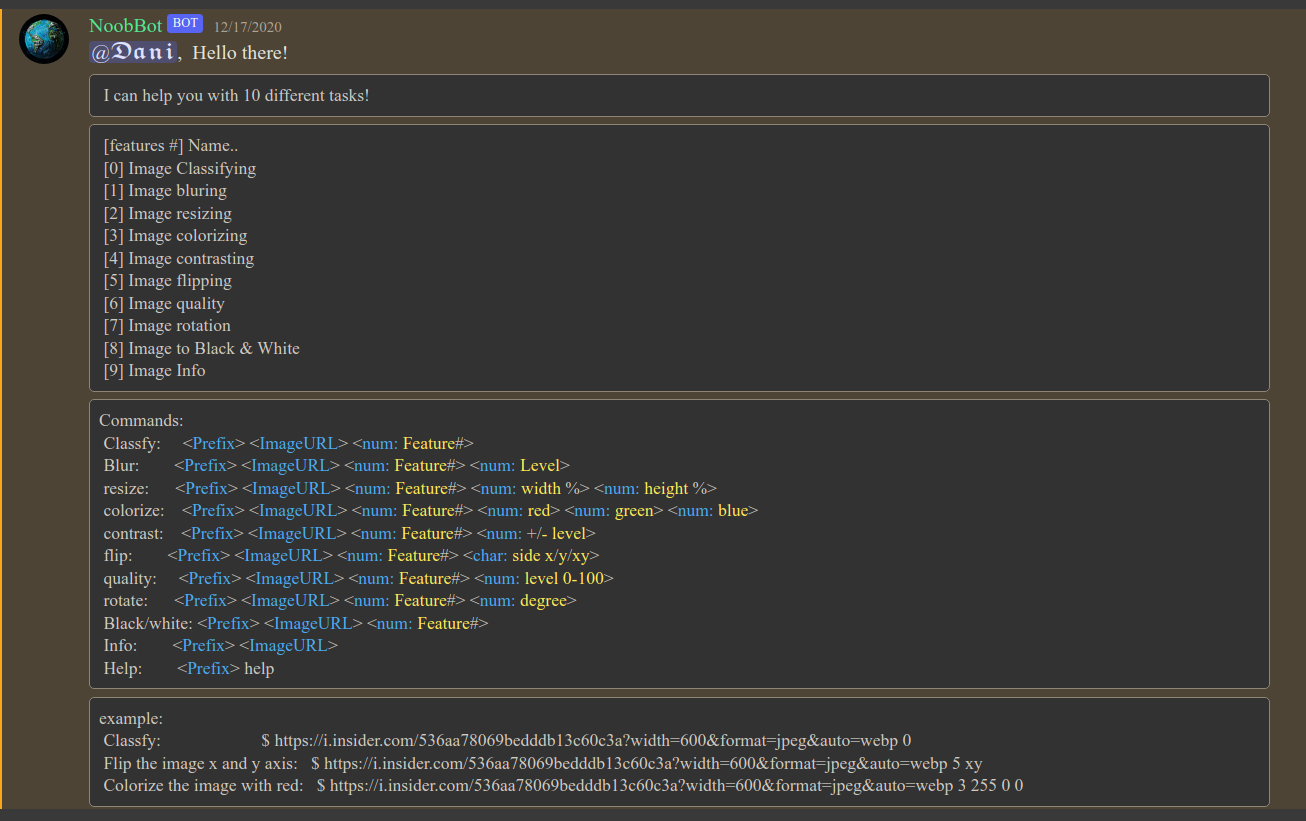 NoobBot BOT 12/17/2020
@𝕯𝖆𝖓𝖎, Hello there!
I can help you with 10 different tasks!
[features #] Name..
[0] Image Classifying
[1] Image bluring
[2] Image resizing
[3] Image colorizing
[4] Image contrasting
[5] Image flipping
[6] Image quality
[7] Image rotation
[8] Image to Black & White
[9] Image Info
Commands:
Classfy: <Prefix> <ImageURL> <num: Feature#>
Blur: <Prefix> <ImageURL> <num: Feature#> <num: Level>
resize: <Prefix> <ImageURL> <num: Feature#> <num: width %> <num: height %>
colorize: <Prefix> <ImageURL> <num: Feature#> <num: red> <num: green> <num: blue>
contrast: <Prefix> <ImageURL> <num: Feature#> <num: +/- level>
flip: <Prefix> <ImageURL> <num: Feature#> <char: side x/y/xy>
quality: <Prefix> <ImageURL> <num: Feature#> <num: level 0-100>
rotate: <Prefix> <ImageURL> <num: Feature#> <num: degree>
Black/white: <Prefix> <ImageURL> <num: Feature#>
Info: <Prefix> <ImageURL>
Help: <Prefix> help
example:
Classfy: $ https://i.insider.com/536aa78069bedddb13c60c3a?width=600&format=jpeg&auto=webp 0
Flip the image x and y axis: $ https://i.insider.com/536aa78069bedddb13c60c3a?width=600&format=jpeg&auto=webp 5 xy
Colorize the image with red: $ https://i.insider.com/536aa78069bedddb13c60c3a?width=600&format=jpeg&auto=webp 3 255 0 0